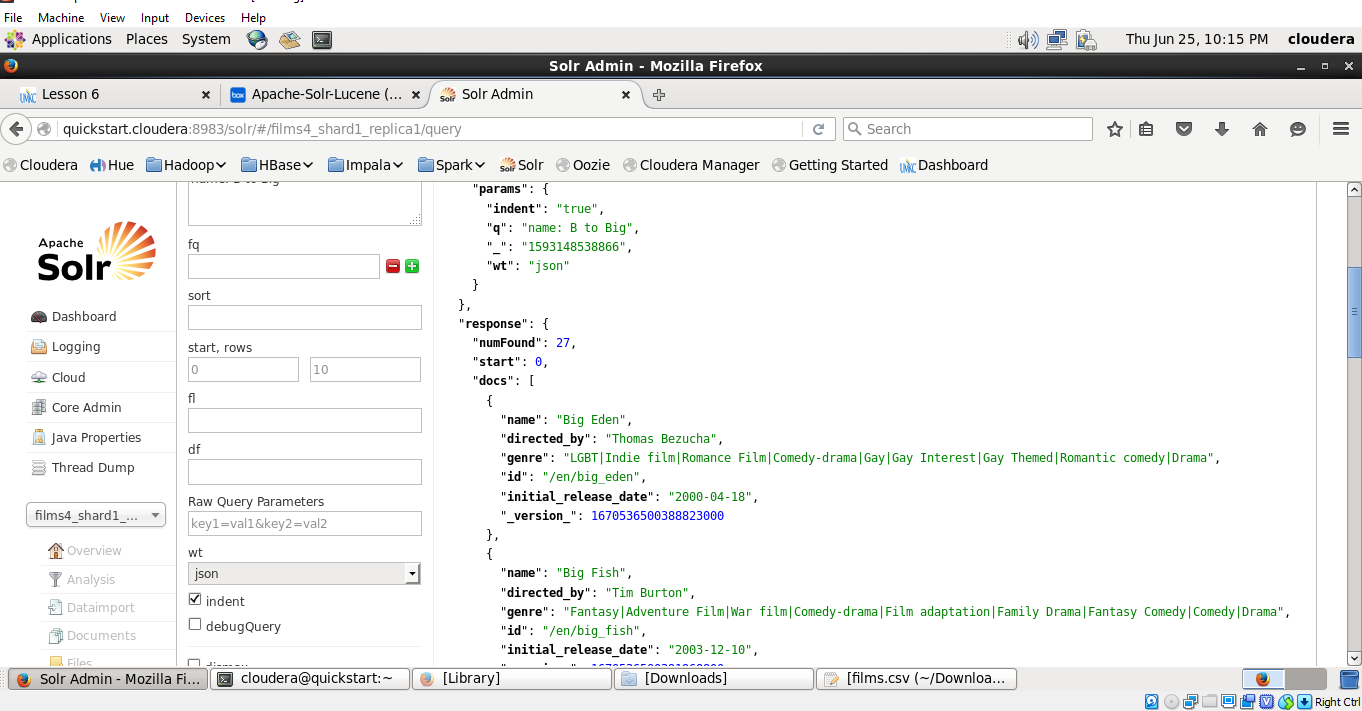 File Machine View Input Devices Help
Applications Places System Thu Jun 25, 10:15 PM cloudera
Solr Admin - Mozilla Firefox
Lesson 6 Apache-Solr-Lucene (... Solr Admin
quickstart.cloudera:8983/solr/#/films4_shard1_replica1/query Search
Cloudera Hue Hadoop HBase Impala Spark Solr Oozie Cloudera Manager Getting Started Dashboard
Apache
Solr
Dashboard
Logging
Cloud
Core Admin
Java Properties
Thread Dump
films4_shard1_...
Overview
Analysis
Dataimport
Documents
Files
name: B to Big
fq
sort
start, rows
0 10
fl
df
Raw Query Parameters
key1=val1&key2=val2
wt
json
indent
debugQuery
dismax
"params": {
"indent": "true",
"q": "name: B to Big",
"_": "1593148538866",
"wt": "json"
}
},
"response": {
"numFound": 27,
"start": 0,
"docs": [
{
"name": "Big Eden",
"directed_by": "Thomas Bezucha",
"genre": "LGBT|Indie film|Romance Film|Comedy-drama|Gay|Gay Interest|Gay Themed|Romantic comedy|Drama",
"id": "/en/big_eden",
"initial_release_date": "2000-04-18",
"_version_": 1670536500388823000
},
{
"name": "Big Fish",
"directed_by": "Tim Burton",
"genre": "Fantasy|Adventure Film|War film|Comedy-drama|Film adaptation|Family Drama|Fantasy Comedy|Comedy|Drama",
"id": "/en/big_fish",
"initial_release_date": "2003-12-10",
Solr Admin - Mozilla Fi... cloudera@quickstart:~ [Library] [Downloads] [films.csv (~/Downloa...
Right Ctrl